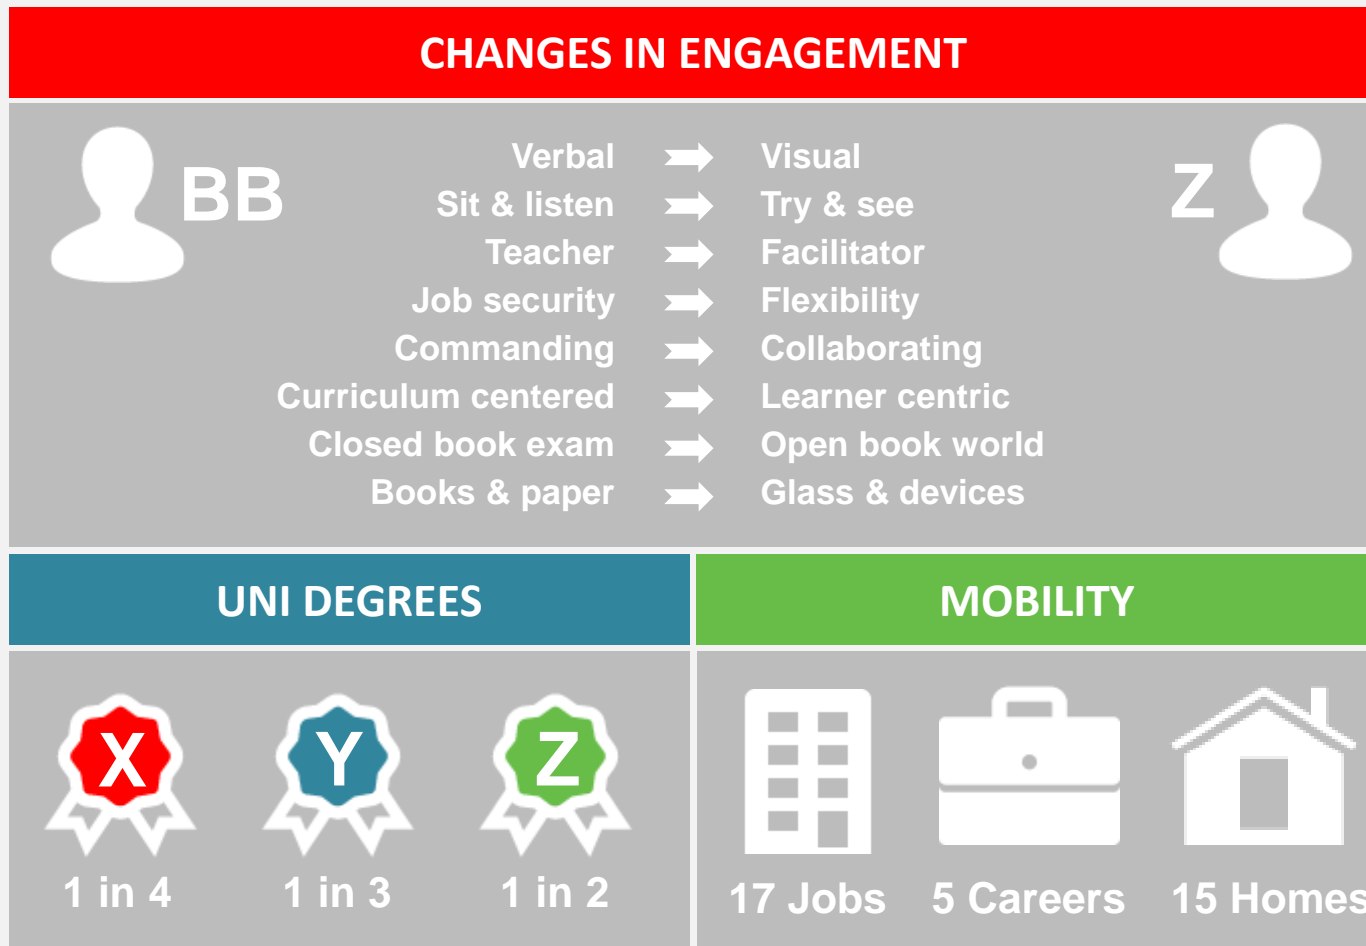 CHANGES IN ENGAGEMENT
BB
Z
Verbal Visual
Sit & listen Try & see
Teacher Facilitator
Job security Flexibility
Commanding Collaborating
Curriculum centered Learner centric
Closed book exam Open book world
Books & paper Glass & devices
UNI DEGREES
X Y Z
1 in 4 1 in 3 1 in 2
MOBILITY
17 Jobs 5 Careers 15 Homes